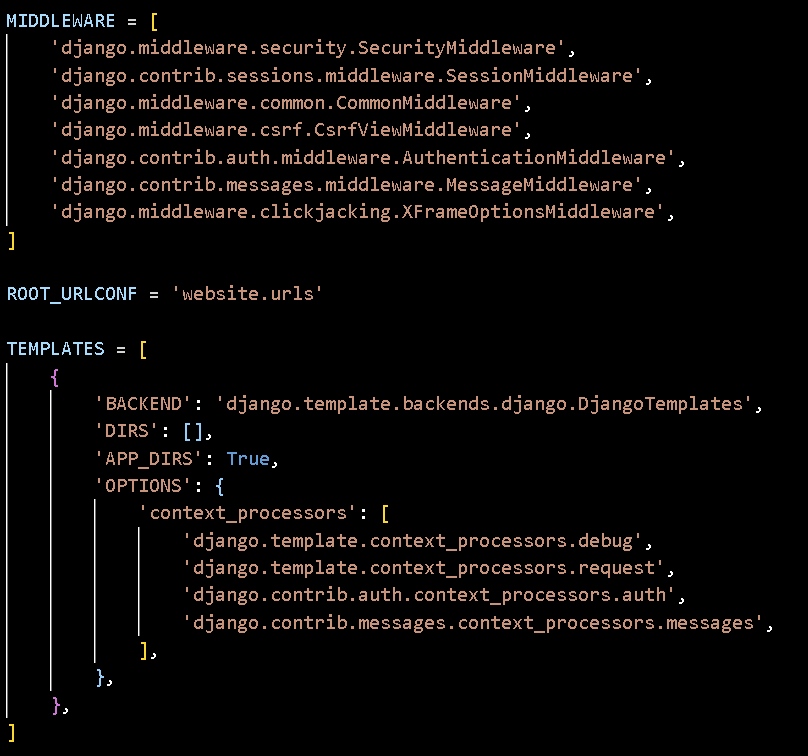 MIDDLEWARE = [
    'django.middleware.security.SecurityMiddleware',
    'django.contrib.sessions.middleware.SessionMiddleware',
    'django.middleware.common.CommonMiddleware',
    'django.middleware.csrf.CsrfViewMiddleware',
    'django.contrib.auth.middleware.AuthenticationMiddleware',
    'django.contrib.messages.middleware.MessageMiddleware',
    'django.middleware.clickjacking.XFrameOptionsMiddleware',
]

ROOT_URLCONF = 'website.urls'

TEMPLATES = [
    {
        'BACKEND': 'django.template.backends.django.DjangoTemplates',
        'DIRS': [],
        'APP_DIRS': True,
        'OPTIONS': {
            'context_processors': [
                'django.template.context_processors.debug',
                'django.template.context_processors.request',
                'django.contrib.auth.context_processors.auth',
                'django.contrib.messages.context_processors.messages',
            ],
        },
    },
]